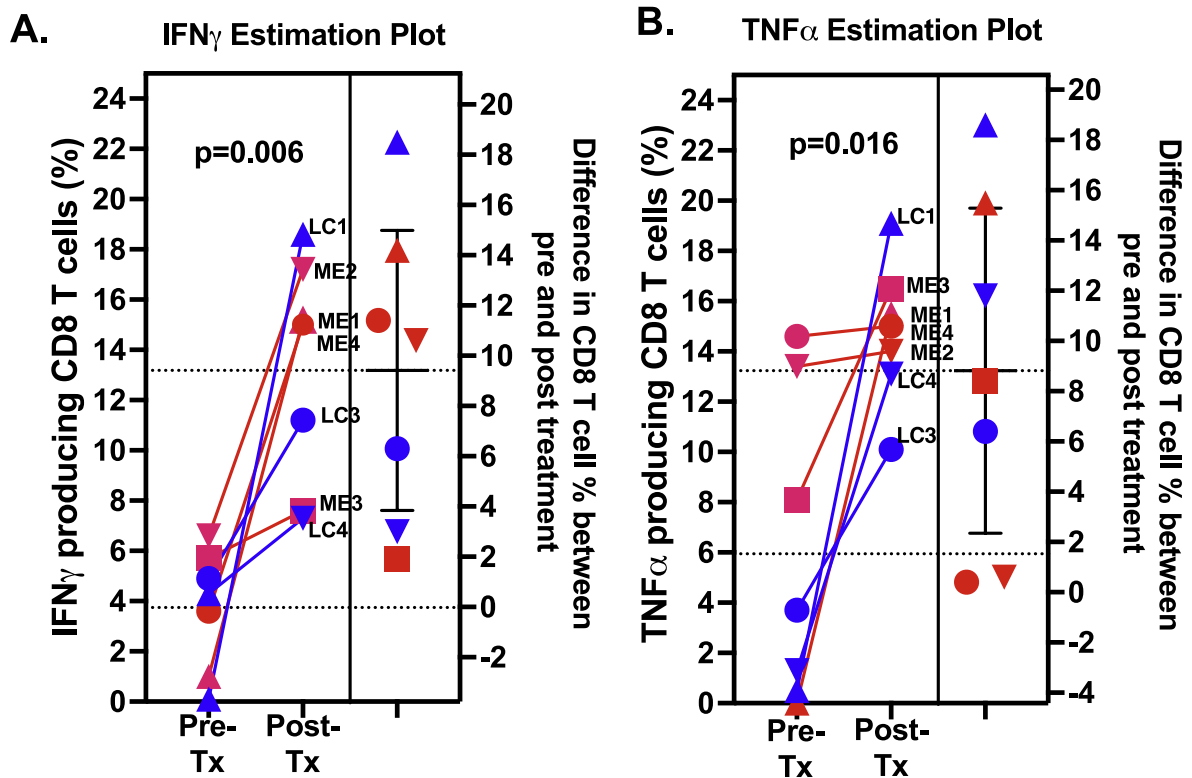 A.
IFNγ Estimation Plot
IFNγ producing CD8 T cells (%)
24
22
20
18
16
14
12
10
8
6
4
2
0
p=0.006
LC1
ME2
ME1
ME4
LC3
ME3
LC4
Pre-
Tx
Post-
Tx
20
18
16
14
12
10
8
6
4
2
0
-2
Difference in CD8 T cell % between
pre and post treatment
B.
TNFα Estimation Plot
TNFα producing CD8 T cells (%)
24
22
20
18
16
14
12
10
8
6
4
2
0
p=0.016
LC1
ME3
ME1
ME4
ME2
LC4
LC3
Pre-
Tx
Post-
Tx
20
18
16
14
12
10
8
6
4
2
0
-2
-4
Difference in CD8 T cell % between
pre and post treatment